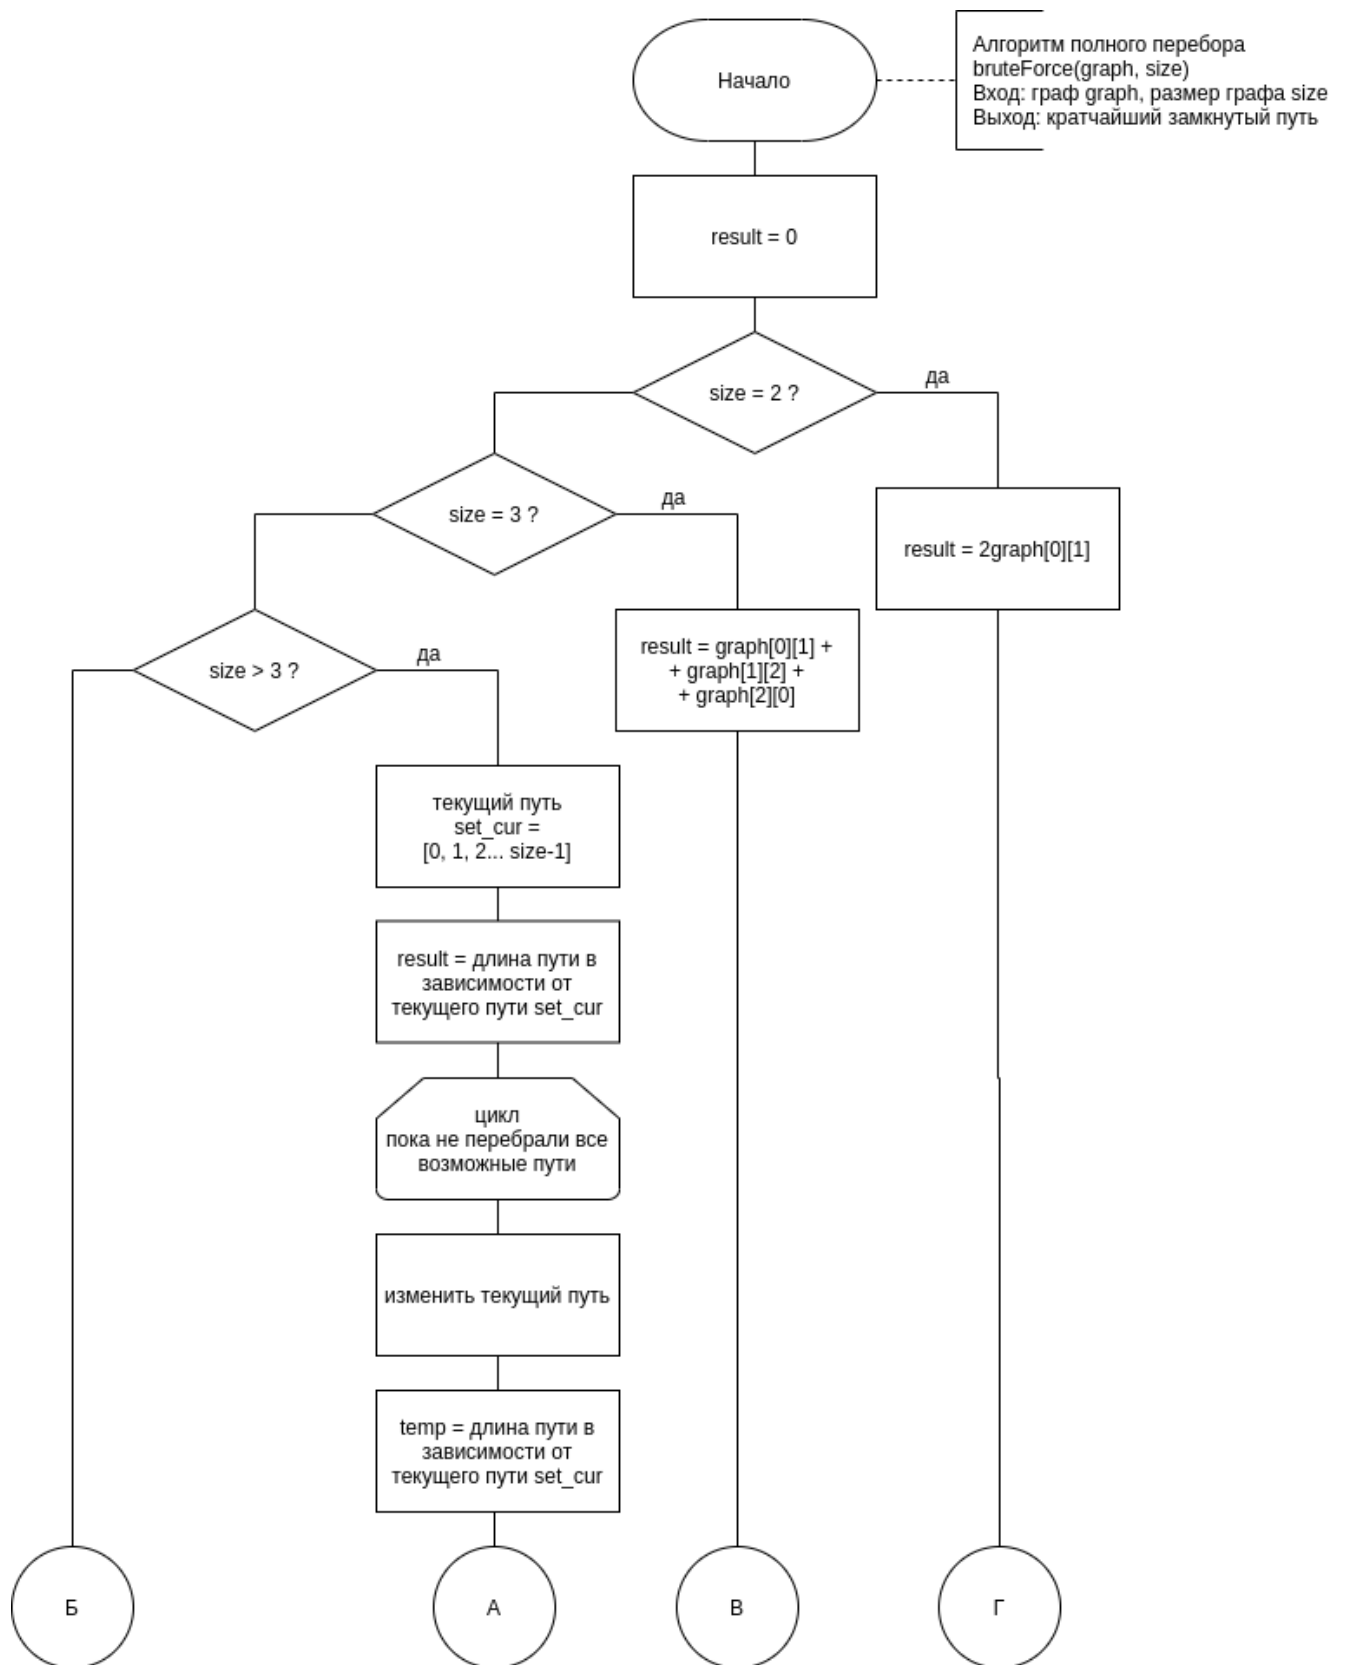 Начало
Алгоритм полного перебора
bruteForce(graph, size)
Вход: граф graph, размер графа size
Выход: кратчайший замкнутый путь
result = 0
size = 2 ?
да
size = 3 ?
да
result = 2graph[0][1]
size > 3 ?
да
result = graph[0][1] +
+ graph[1][2] +
+ graph[2][0]
текущий путь
set_cur =
[0, 1, 2... size-1]
result = длина пути в
зависимости от
текущего пути set_cur
цикл
пока не перебрали все
возможные пути
изменить текущий путь
temp = длина пути в
зависимости от
текущего пути set_cur
Б
А
В
Г